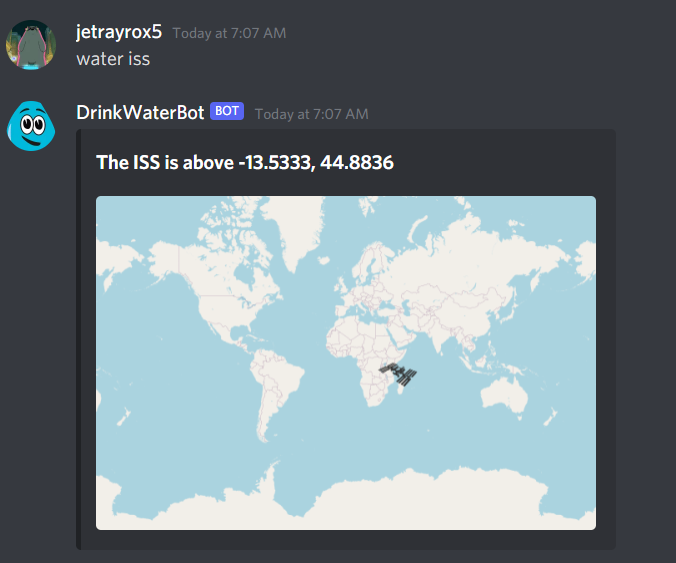 jetrayrox5 Today at 7:07 AM
water iss
DrinkWaterBot BOT Today at 7:07 AM
The ISS is above -13.5333, 44.8836